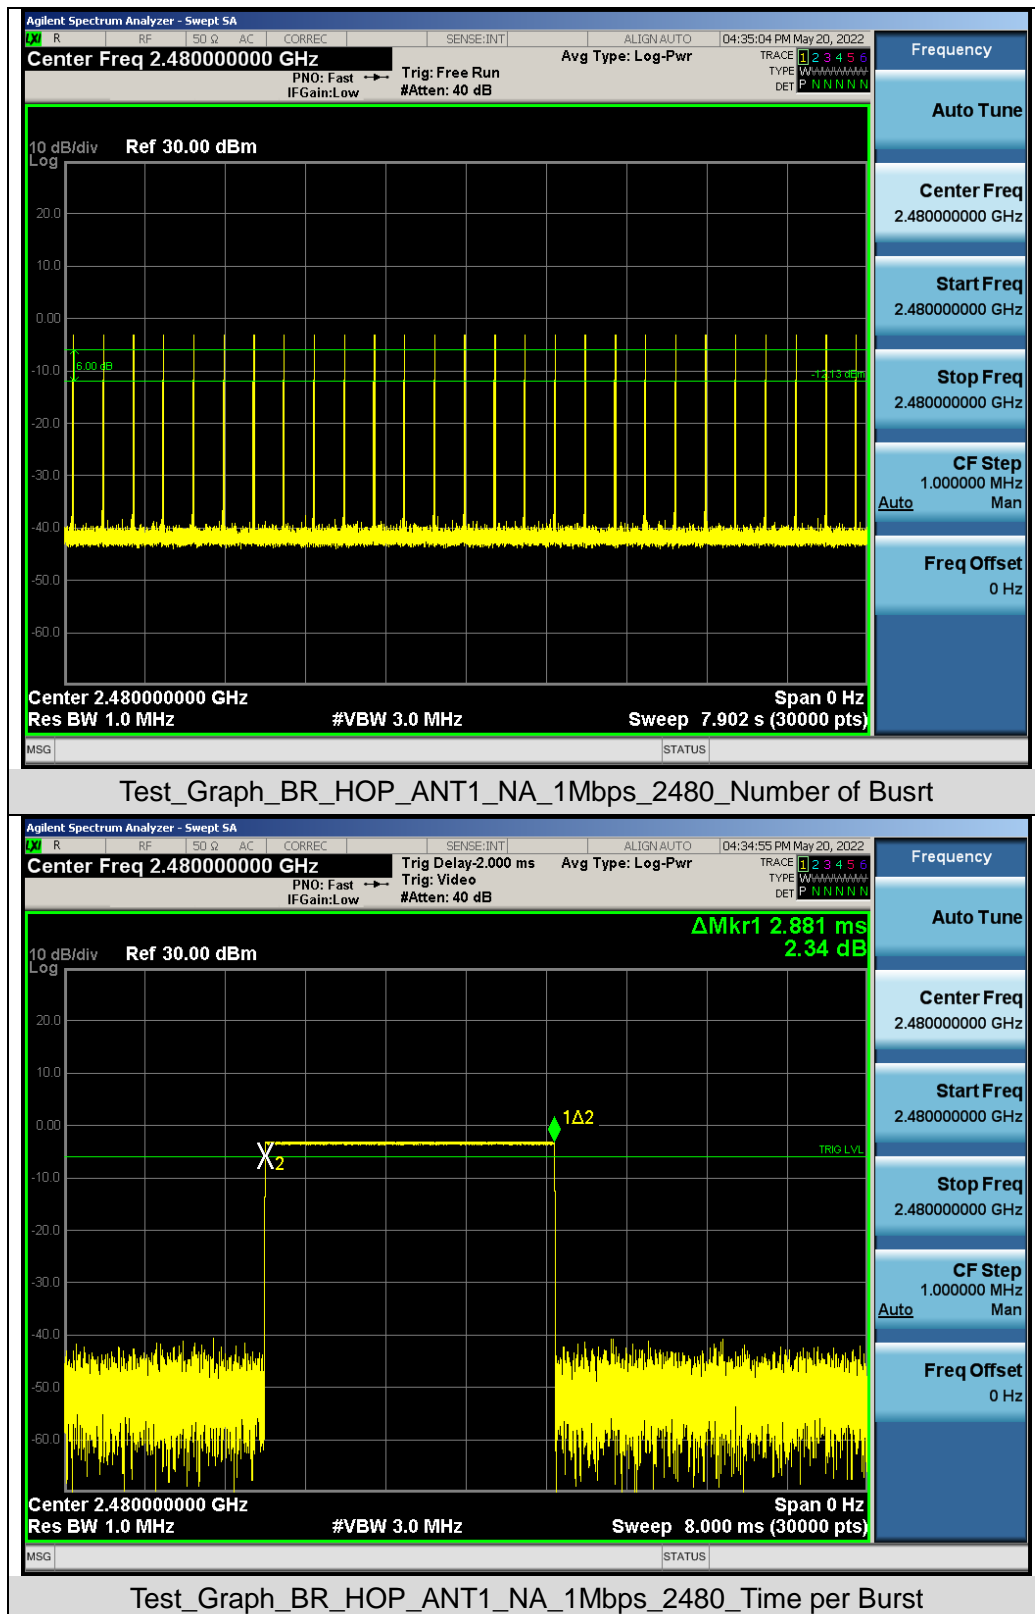 Agilent Spectrum Analyzer - Swept SA
LXI R RF 50 Ω AC CORREC SENSE:INT ALIGN AUTO 04:35:04 PM May 20, 2022
Center Freq 2.480000000 GHz Avg Type: Log-Pwr TRACE 1 2 3 4 5 6
PNO: Fast Trig: Free Run TYPE WWWWWW
IFGain:Low #Atten: 40 dB DET P N N N N N
Frequency
Auto Tune
Center Freq
2.480000000 GHz
Start Freq
2.480000000 GHz
Stop Freq
2.480000000 GHz
CF Step
1.000000 MHz
Auto Man
Freq Offset
0 Hz
10 dB/div Ref 30.00 dBm
Log
20.0
10.0
0.00
6.00 dB
-10.0 -12.13 dBm
-20.0
-30.0
-40.0
-50.0
-60.0
Center 2.480000000 GHz Span 0 Hz
Res BW 1.0 MHz #VBW 3.0 MHz Sweep 7.902 s (30000 pts)
MSG STATUS
Test_Graph_BR_HOP_ANT1_NA_1Mbps_2480_Number of Busrt
Agilent Spectrum Analyzer - Swept SA
LXI R RF 50 Ω AC CORREC SENSE:INT ALIGN AUTO 04:34:55 PM May 20, 2022
Center Freq 2.480000000 GHz Trig Delay-2.000 ms Avg Type: Log-Pwr TRACE 1 2 3 4 5 6
PNO: Fast Trig: Video TYPE WWWWWW
IFGain:Low #Atten: 40 dB DET P N N N N N
Frequency
Auto Tune
Center Freq
2.480000000 GHz
Start Freq
2.480000000 GHz
Stop Freq
2.480000000 GHz
CF Step
1.000000 MHz
Auto Man
Freq Offset
0 Hz
ΔMkr1 2.881 ms
2.34 dB
10 dB/div Ref 30.00 dBm
Log
20.0
10.0
0.00
1Δ2
TRIG LVL
X2
-10.0
-20.0
-30.0
-40.0
-50.0
-60.0
Center 2.480000000 GHz Span 0 Hz
Res BW 1.0 MHz #VBW 3.0 MHz Sweep 8.000 ms (30000 pts)
MSG STATUS
Test_Graph_BR_HOP_ANT1_NA_1Mbps_2480_Time per Burst